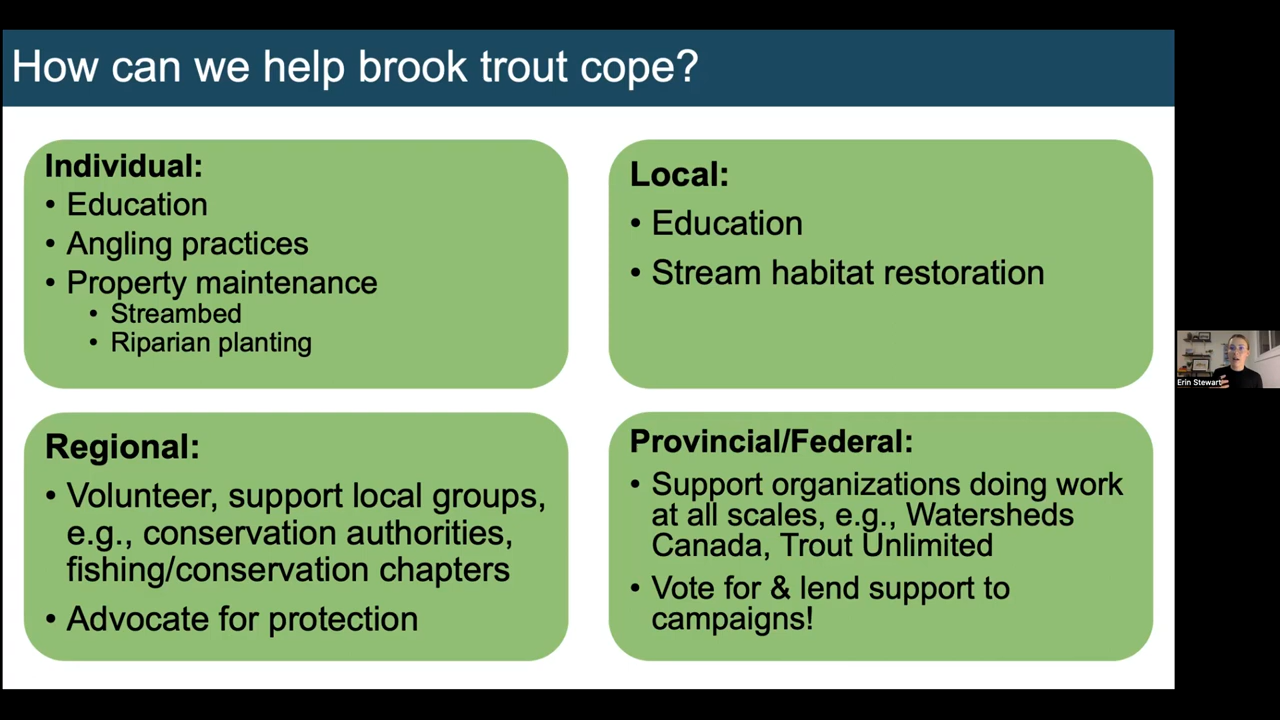 How can we help brook trout cope?
Individual:
• Education
• Angling practices
• Property maintenance
• Streambed
• Riparian planting
Local:
• Education
• Stream habitat restoration
Regional:
• Volunteer, support local groups,
e.g., conservation authorities,
fishing/conservation chapters
• Advocate for protection
Provincial/Federal:
• Support organizations doing work
at all scales, e.g., Watersheds
Canada, Trout Unlimited
• Vote for & lend support to
campaigns!
Erin Stewart